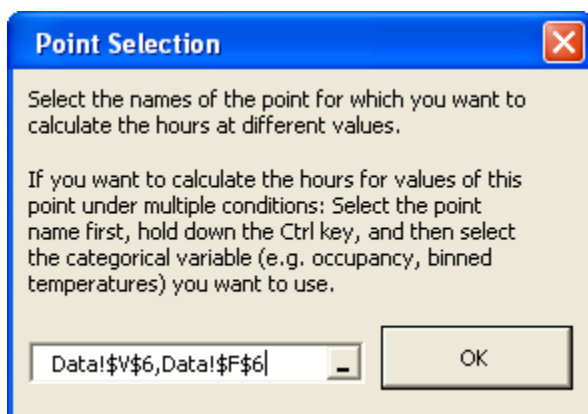 Point Selection
Select the names of the point for which you want to
calculate the hours at different values.
If you want to calculate the hours for values of this
point under multiple conditions: Select the point
name first, hold down the Ctrl key, and then select
the categorical variable (e.g. occupancy, binned
temperatures) you want to use.
Data!$V$6,Data!$F$6
OK